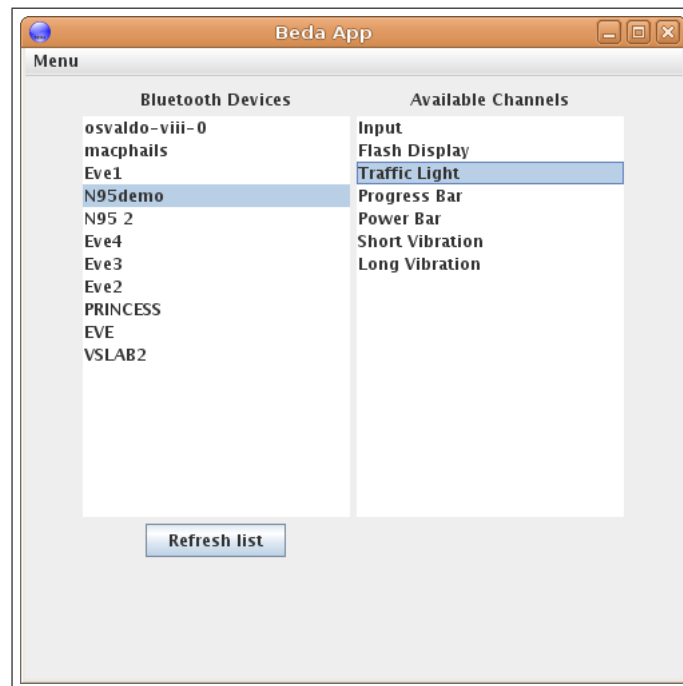 Beda App
Menu
Bluetooth Devices
osvaldo-viii-0
macphails
Eve1
N95demo
N95 2
Eve4
Eve3
Eve2
PRINCESS
EVE
VSLAB2
Available Channels
Input
Flash Display
Traffic Light
Progress Bar
Power Bar
Short Vibration
Long Vibration
Refresh list